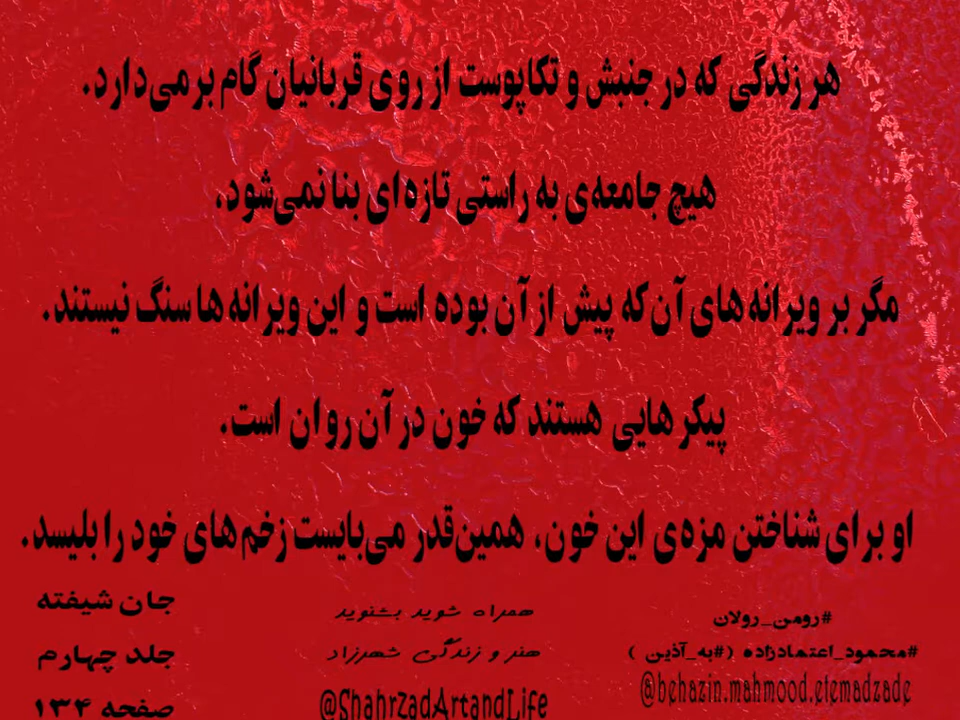 هر زندگی که در جنبش و تکاپوست از روی قربانیان گام برمی‌دارد.
هیچ جامعه‌ی به راستی تازه‌ای بنا نمی‌شود،
مگر بر ویرانه‌های آن‌که پیش از آن بوده است و این ویرانه‌ها سنگ نیستند.
پیکرهایی هستند که خون در آن روان است.
او برای شناختن مزه‌ی این خون، همین‌قدر می‌بایست زخم‌های خود را بلیسد.
#رومن_رولان
#محمود_اعتمادزاده (#به_آذین )
@behazin.mahmood.etemadzade
همراه شوید بشنوید
هنر و زندگی شهرزاد
@ShahrZadArtandLife
جان شیفته
جلد چهارم
صفحه ۱۳۴